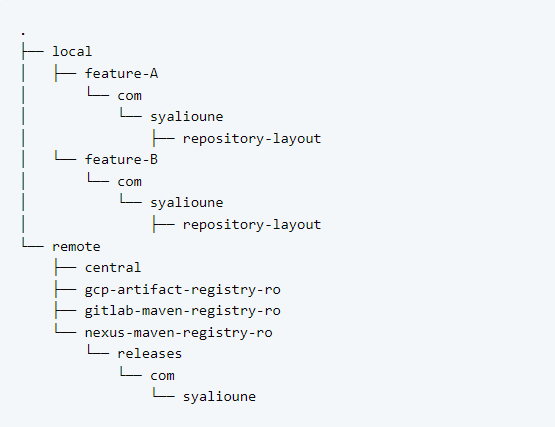 .
├── local
│   ├── feature-A
│       └── com
│           └── syalioune
│               ├── repository-layout
│   └── feature-B
│       └── com
│           └── syalioune
│               ├── repository-layout
└── remote
    ├── central
    ├── gcp-artifact-registry-ro
    ├── gitlab-maven-registry-ro
    └── nexus-maven-registry-ro
        └── releases
            └── com
                └── syalioune